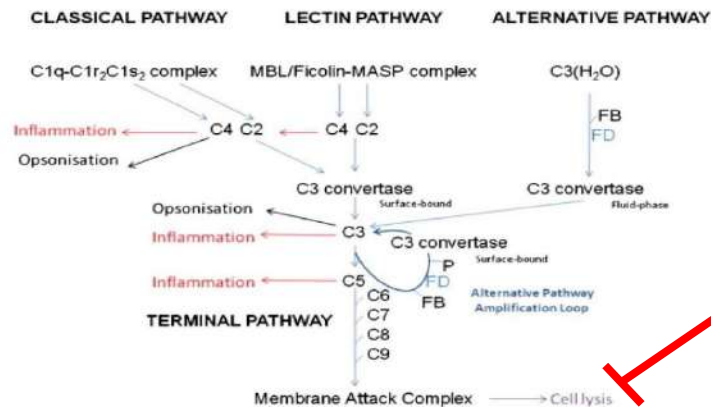 CLASSICAL PATHWAY LECTIN PATHWAY ALTERNATIVE PATHWAY
C1q-C1r₂C1s₂ complex MBL/Ficolin-MASP complex C3(H₂O)
FB
Inflammation C4 C2 C4 C2 FD
Opsonisation
C3 convertase C3 convertase
Surface-bound Fluid-phase
Opsonisation
C3
Inflammation C3 convertase
P Surface-bound
Inflammation C5 FD
C6 FB Alternative Pathway
C7 Amplification Loop
TERMINAL PATHWAY
C8
C9
Membrane Attack Complex Cell lysis